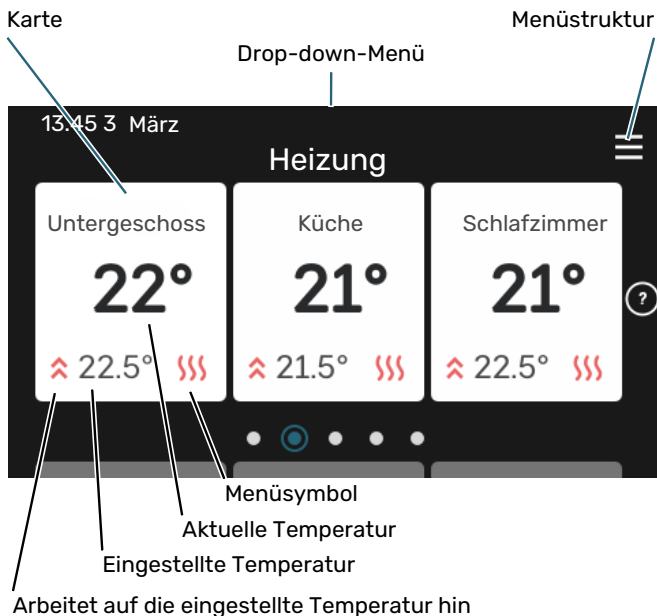 Karte
Menüstruktur
Drop-down-Menü
13.45 3 März
Heizung
Untergeschoss
Küche
Schlafzimmer
22°
21°
21°
?
22.5°
21.5°
22.5°
Menüsymbol
Aktuelle Temperatur
Eingestellte Temperatur
Arbeitet auf die eingestellte Temperatur hin